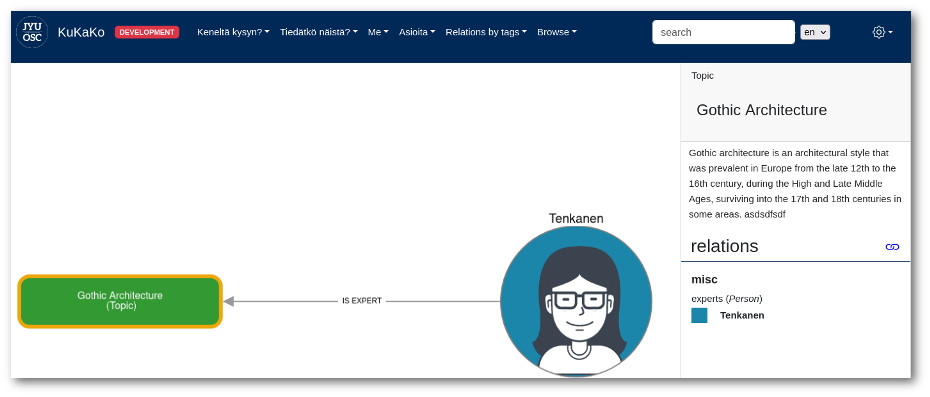 JYU
OSC
KuKaKo
DEVELOPMENT
Keneltä kysyn?
Tiedätkö näistä?
Me
Asioita
Relations by tags
Browse
search
en
Topic
Gothic Architecture
Gothic architecture is an architectural style that
was prevalent in Europe from the late 12th to the
16th century, during the High and Late Middle
Ages, surviving into the 17th and 18th centuries in
some areas. asdsdfsdf
relations
misc
experts (Person)
Tenkanen
Tenkanen
Gothic Architecture
(Topic)
IS EXPERT